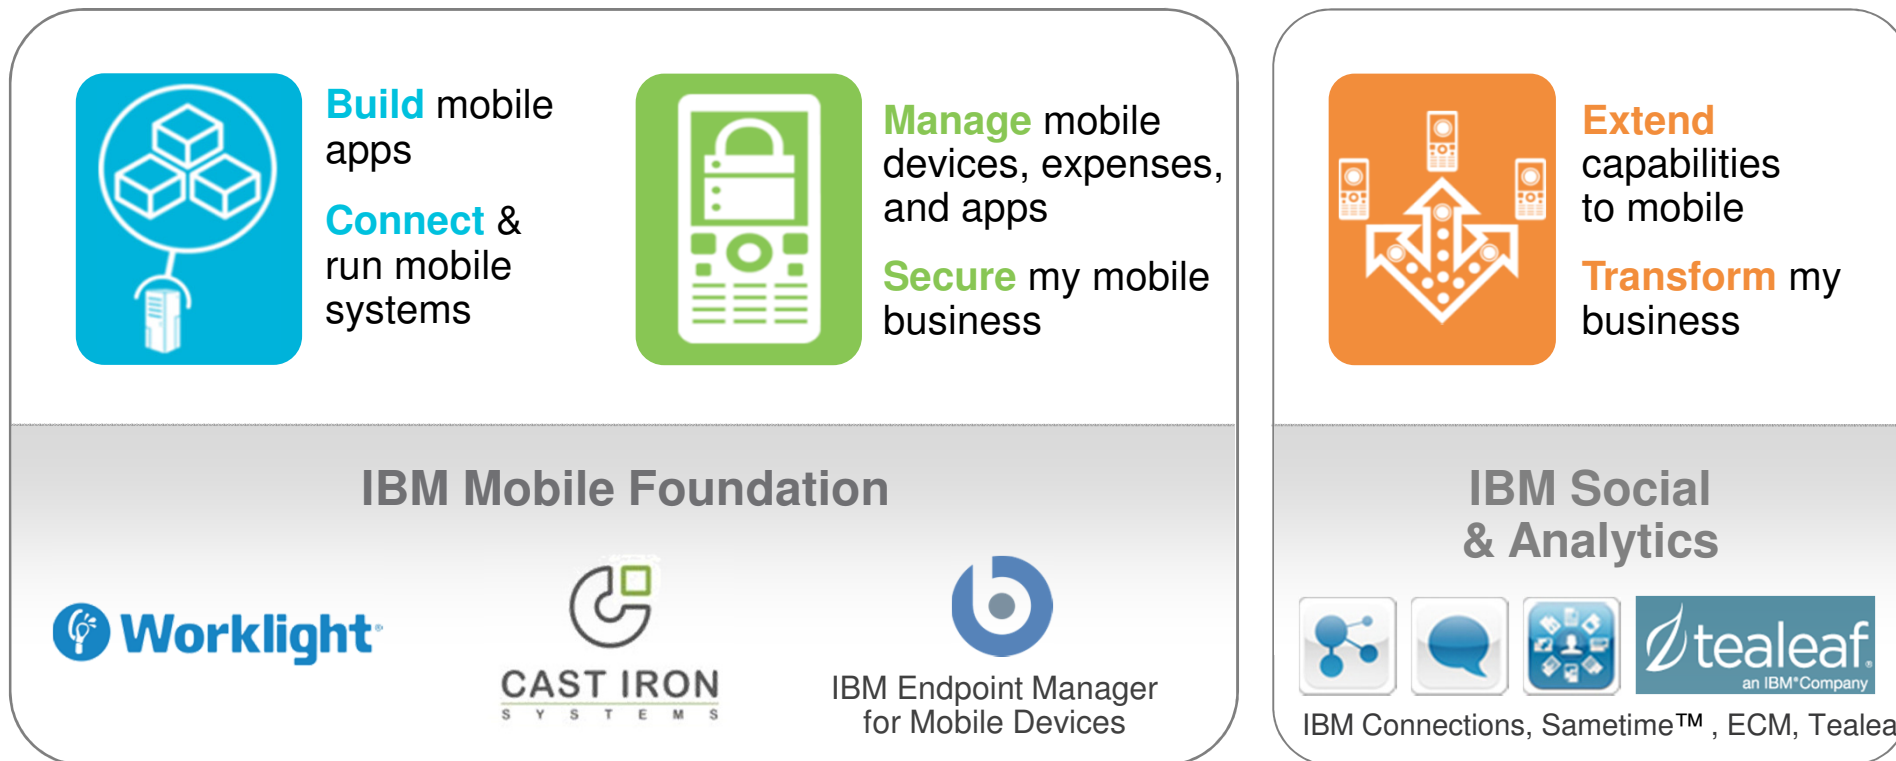 Build mobile
apps
Connect &
run mobile
systems
Manage mobile
devices, expenses,
and apps
Secure my mobile
business
Extend
capabilities
to mobile
Transform my
business
IBM Mobile Foundation
Worklight
CAST IRON
SYSTEMS
IBM Endpoint Manager
for Mobile Devices
IBM Social
& Analytics
tealeaf®
an IBM® Company
IBM Connections, Sametime™ , ECM, Tealea